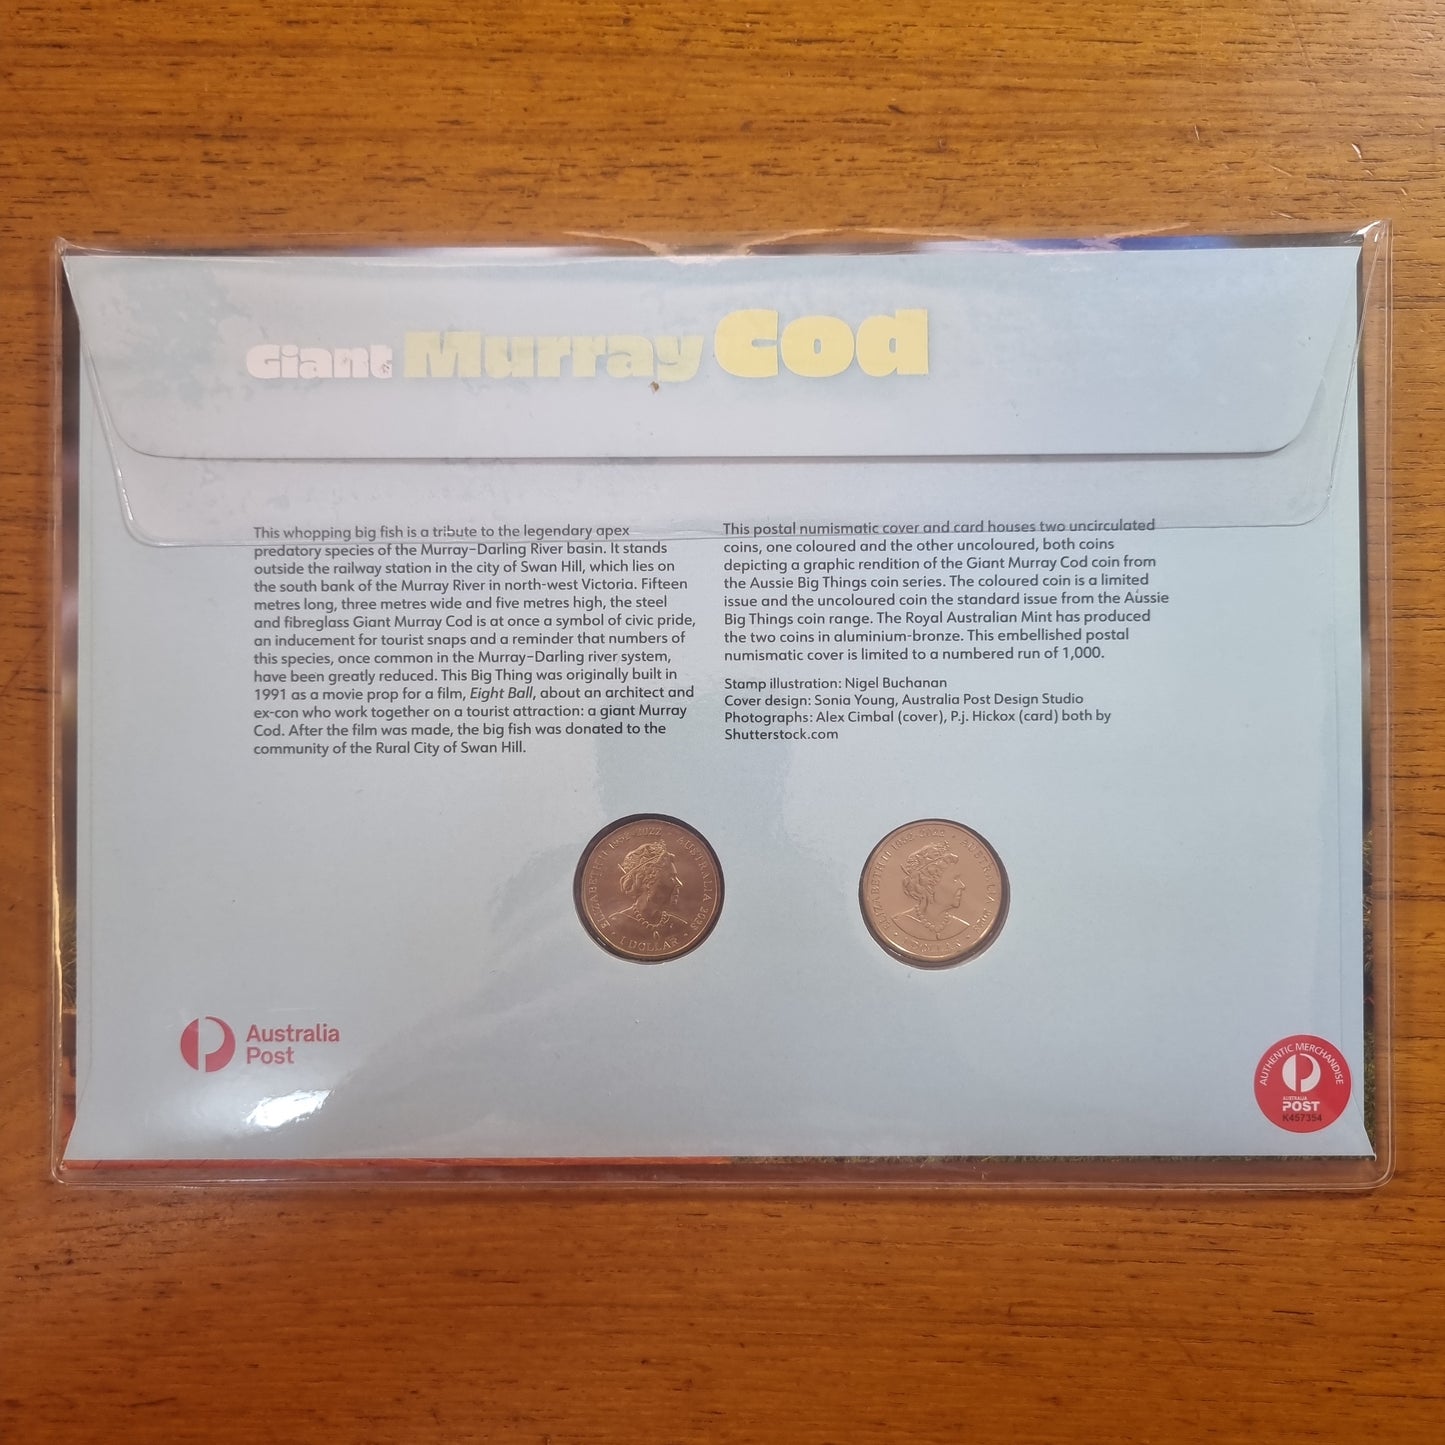 Giant Murray Cod
This whopping big fish is a tribute to the legendary apex
predatory species of the Murray–Darling River basin. It stands
outside the railway station in the city of Swan Hill, which lies on
the south bank of the Murray River in north-west Victoria. Fifteen
metres long, three metres wide and five metres high, the steel
and fibreglass Giant Murray Cod is at once a symbol of civic pride,
an inducement for tourist snaps and a reminder that numbers of
this species, once common in the Murray–Darling river system,
have been greatly reduced. This Big Thing was originally built in
1991 as a movie prop for a film, Eight Ball, about an architect and
ex-con who work together on a tourist attraction: a giant Murray
Cod. After the film was made, the big fish was donated to the
community of the Rural City of Swan Hill.
This postal numismatic cover and card houses two uncirculated
coins, one coloured and the other uncoloured, both coins
depicting a graphic rendition of the Giant Murray Cod coin from
the Aussie Big Things coin series. The coloured coin is a limited
issue and the uncoloured coin the standard issue from the Aussie
Big Things coin range. The Royal Australian Mint has produced
the two coins in aluminium-bronze. This embellished postal
numismatic cover is limited to a numbered run of 1,000.
Stamp illustration: Nigel Buchanan
Cover design: Sonia Young, Australia Post Design Studio
Photographs: Alex Cimbal (cover), P.j. Hickox (card) both by
Shutterstock.com
ELIZABETH II 1952-2022 • AUSTRALIA 2023 •
1 DOLLAR
ELIZABETH II 1952-2022 • AUSTRALIA 2023 •
1 DOLLAR
Australia
Post
AUTHENTIC MERCHANDISE
AUSTRALIA
POST
K457354